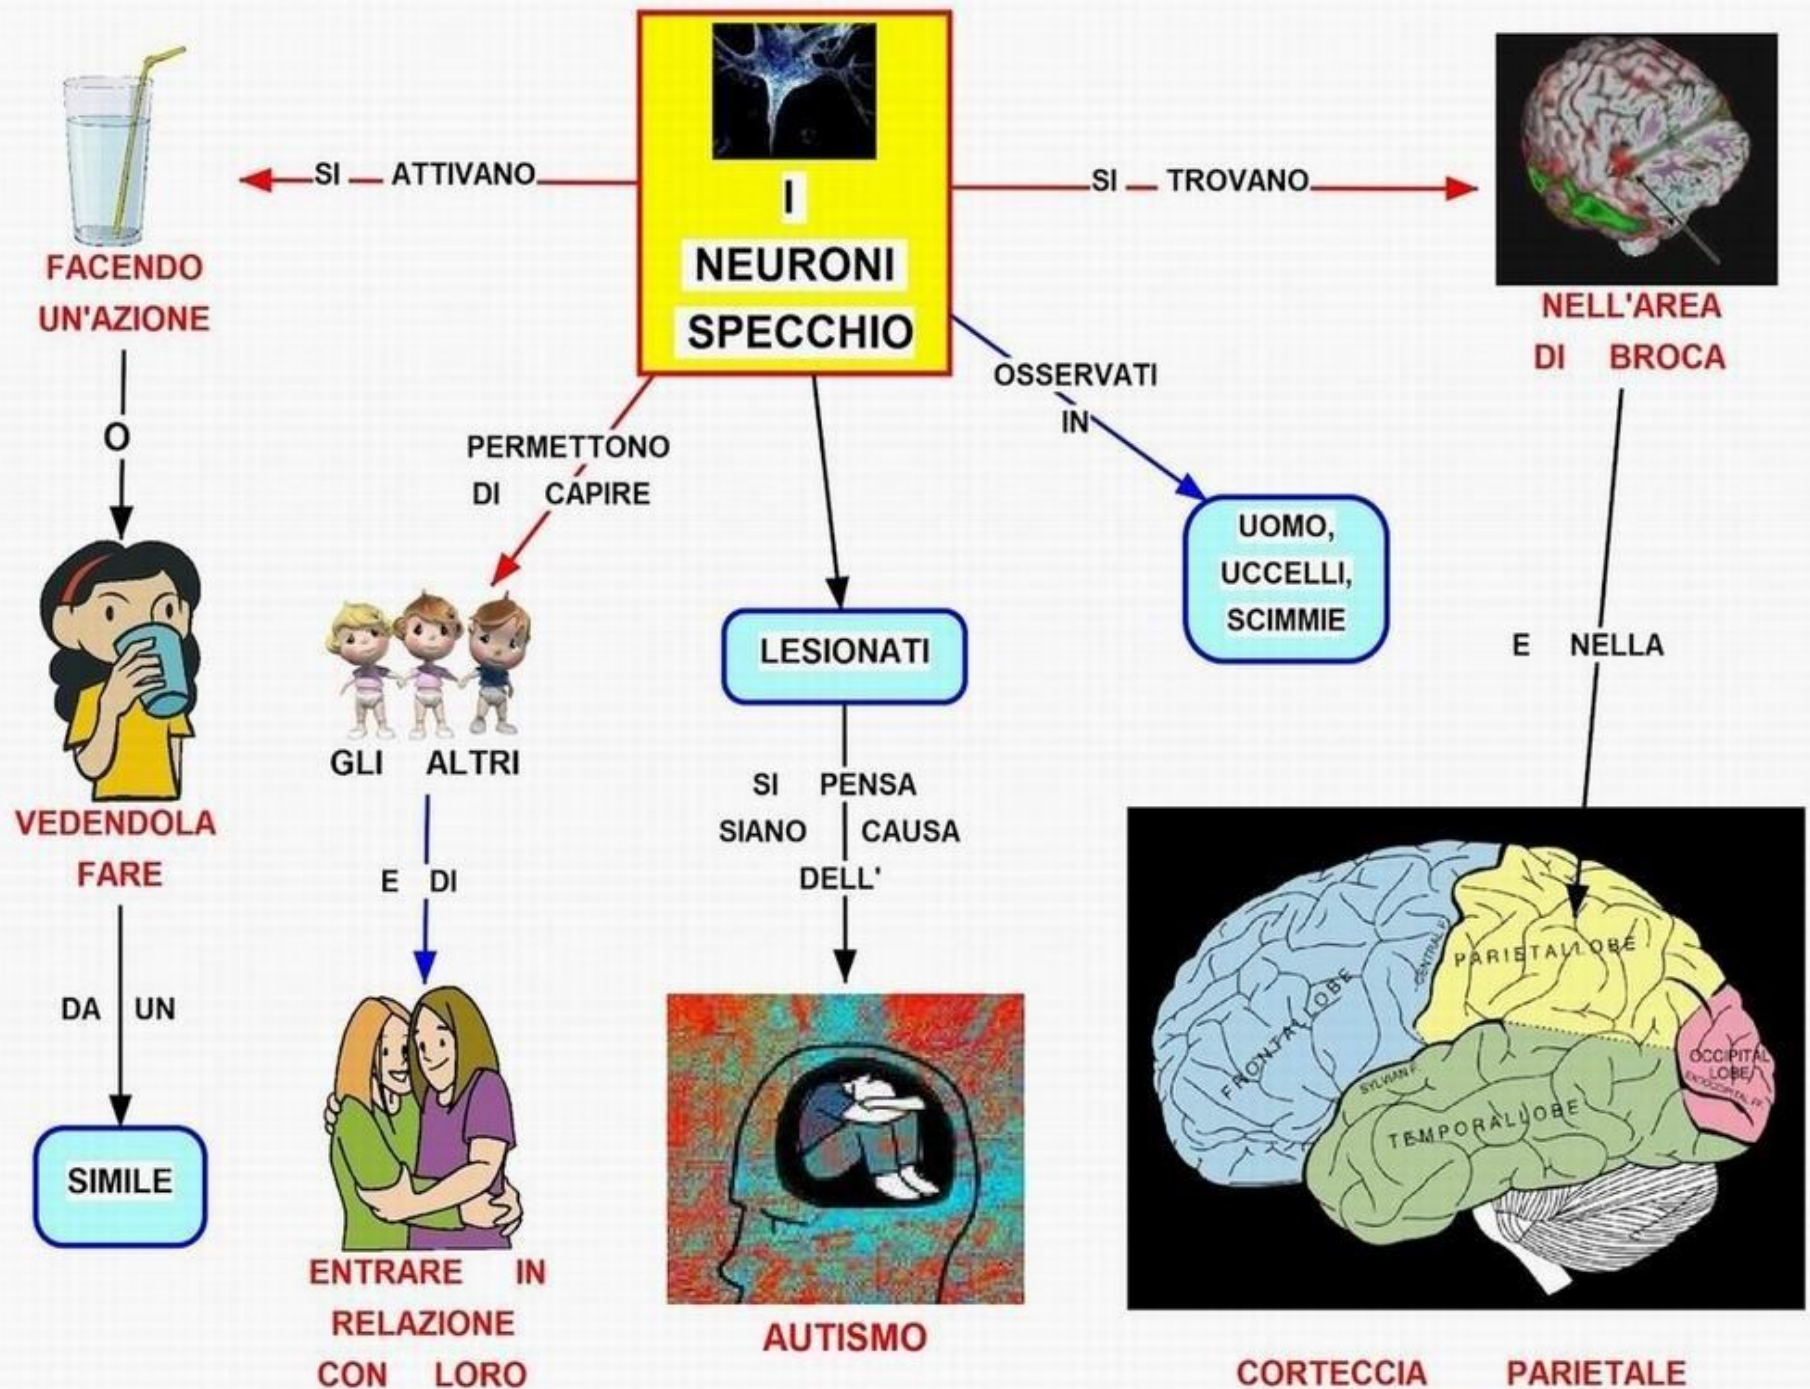 I
NEURONI
SPECCHIO
SI ATTIVANO
FACENDO
UN'AZIONE
O
VEDENDOLA
FARE
DA UN
SIMILE
PERMETTONO
DI CAPIRE
GLI ALTRI
E DI
ENTRARE IN
RELAZIONE
CON LORO
LESIONATI
SI PENSA
SIANO CAUSA
DELL'
AUTISMO
OSSERVATI
IN
UOMO,
UCCELLI,
SCIMMIE
SI TROVANO
NELL'AREA
DI BROCA
E NELLA
FRONTAL LOBE
CENTRAL F.
PARIETAL LOBE
SYLVIAN F.
TEMPORAL LOBE
OCCIPITAL
LOBE
CORTECCIA PARIETALE